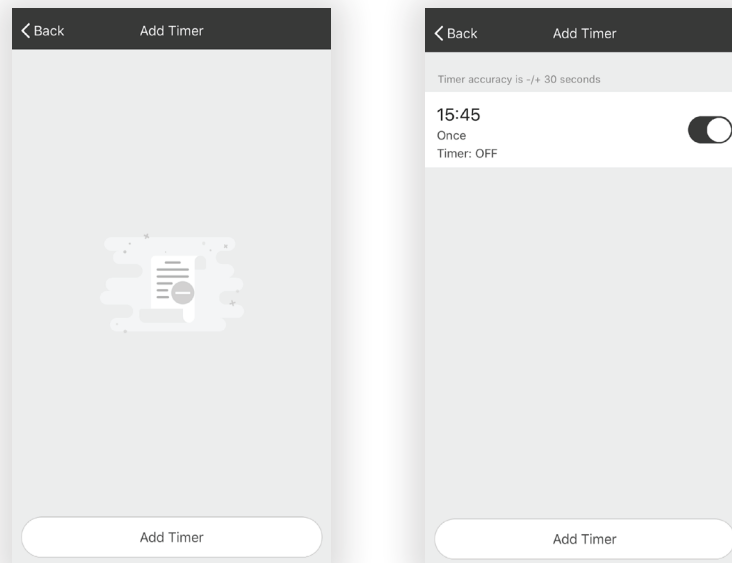 Back
Add Timer
Add Timer
Back
Add Timer
Timer accuracy is -/+ 30 seconds
15:45
Once
Timer: OFF
Add Timer